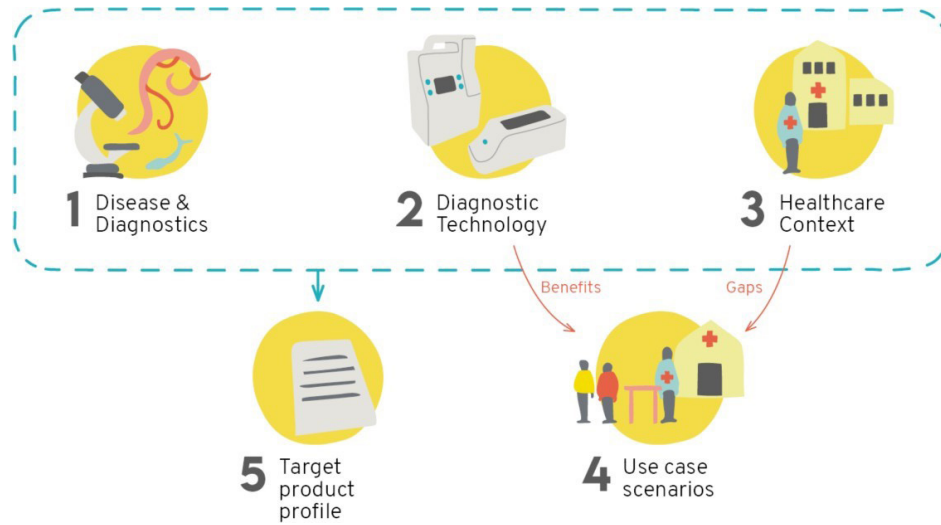 1 Disease &
Diagnostics
2 Diagnostic
Technology
3 Healthcare
Context
Benefits
Gaps
5 Target
product
profile
4 Use case
scenarios